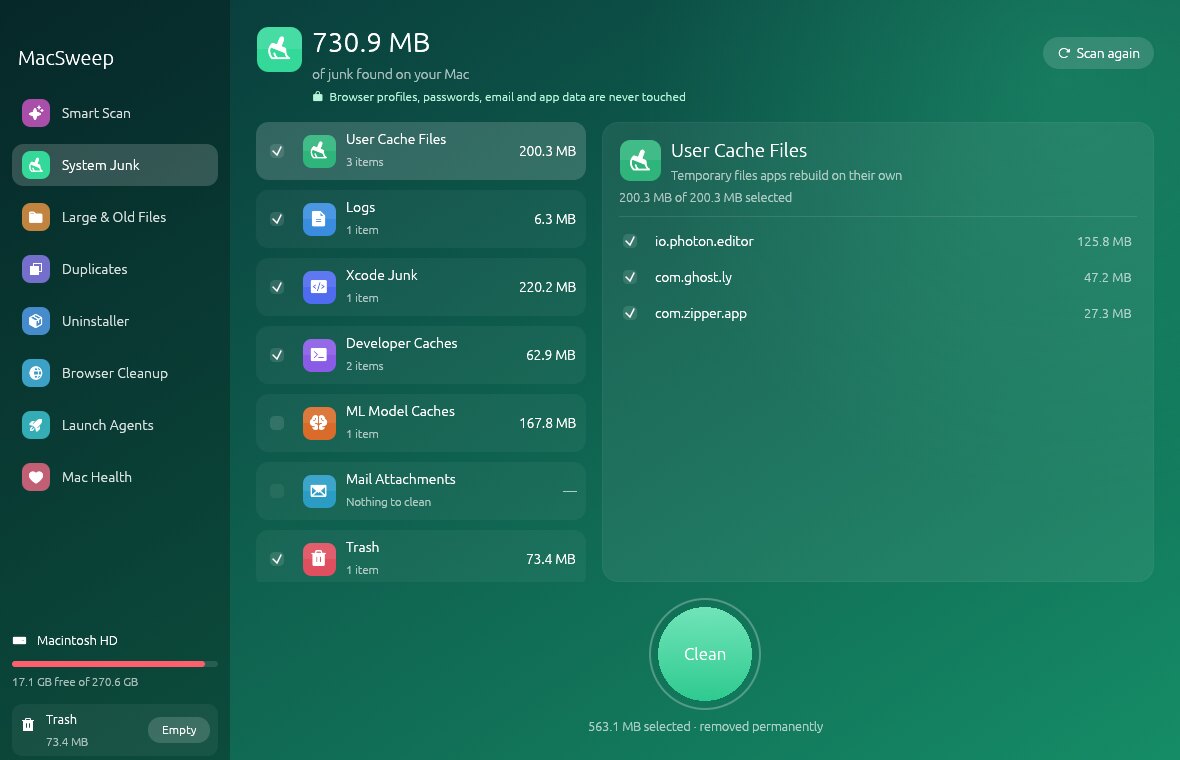 MacSweep
Smart Scan
System Junk
Large & Old Files
Duplicates
Uninstaller
Browser Cleanup
Launch Agents
Mac Health
Macintosh HD
17.1 GB free of 270.6 GB
Trash
73.4 MB
Empty
730.9 MB
of junk found on your Mac
Browser profiles, passwords, email and app data are never touched
Scan again
User Cache Files
3 items
200.3 MB
Logs
1 item
6.3 MB
Xcode Junk
1 item
220.2 MB
Developer Caches
2 items
62.9 MB
ML Model Caches
1 item
167.8 MB
Mail Attachments
Nothing to clean
—
Trash
1 item
73.4 MB
User Cache Files
Temporary files apps rebuild on their own
200.3 MB of 200.3 MB selected
io.photon.editor 125.8 MB
com.ghost.ly 47.2 MB
com.zipper.app 27.3 MB
Clean
563.1 MB selected · removed permanently